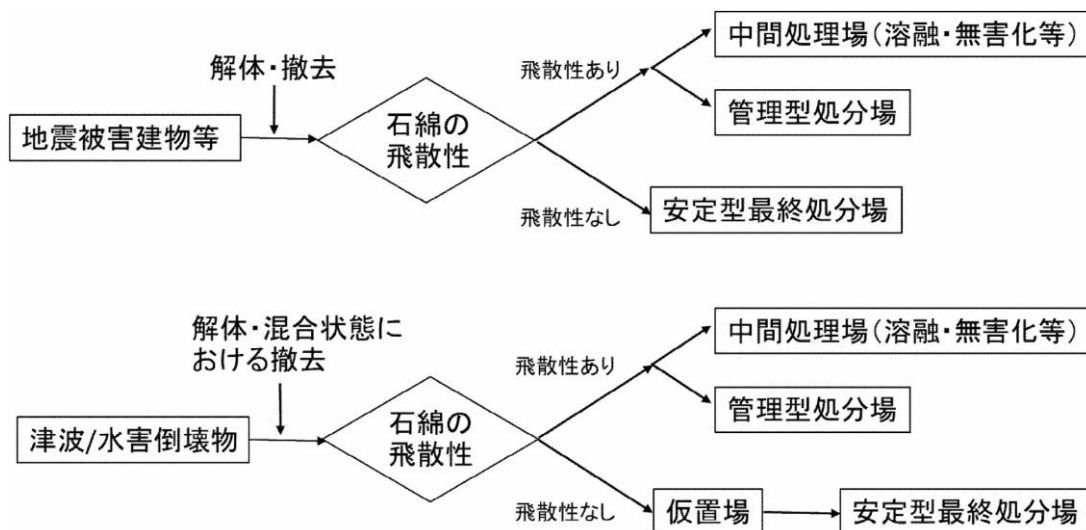 中間処理場(溶融・無害化等)
解体・撤去
飛散性あり
管理型処分場
地震被害建物等
石綿の
飛散性
飛散性なし
安定型最終処分場
中間処理場(溶融・無害化等)
解体・混合状態に
おける撤去
飛散性あり
管理型処分場
津波/水害倒壊物
石綿の
飛散性
飛散性なし
仮置場
安定型最終処分場